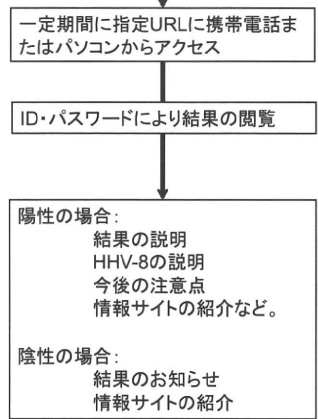 一定期間に指定URLに携帯電話ま
たはパソコンからアクセス
ID・パスワードにより結果の閲覧
陽性の場合:
結果の説明
HHV-8の説明
今後の注意点
情報サイトの紹介など。
陰性の場合:
結果のお知らせ
情報サイトの紹介